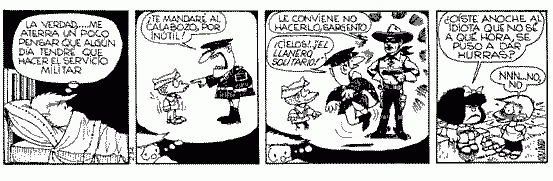 LA VERDAD....ME
ATERRA UN POCO
PENSAR QUE ALGÚN
DÍA TENDRÉ QUE
HACER EL SERVICIO
MILITAR
¡TE MANDARÉ AL
CALABOZO, POR
INÚTIL!
LE CONVIENE NO
HACERLO, SARGENTO
¡CIELOS! ¡EL
LLANERO
SOLITARIO!
¿OÍSTE ANOCHE AL
IDIOTA QUE NO SÉ
A QUÉ HORA, SE
PUSO A DAR
HURRAS?
NNN...NO,
NO